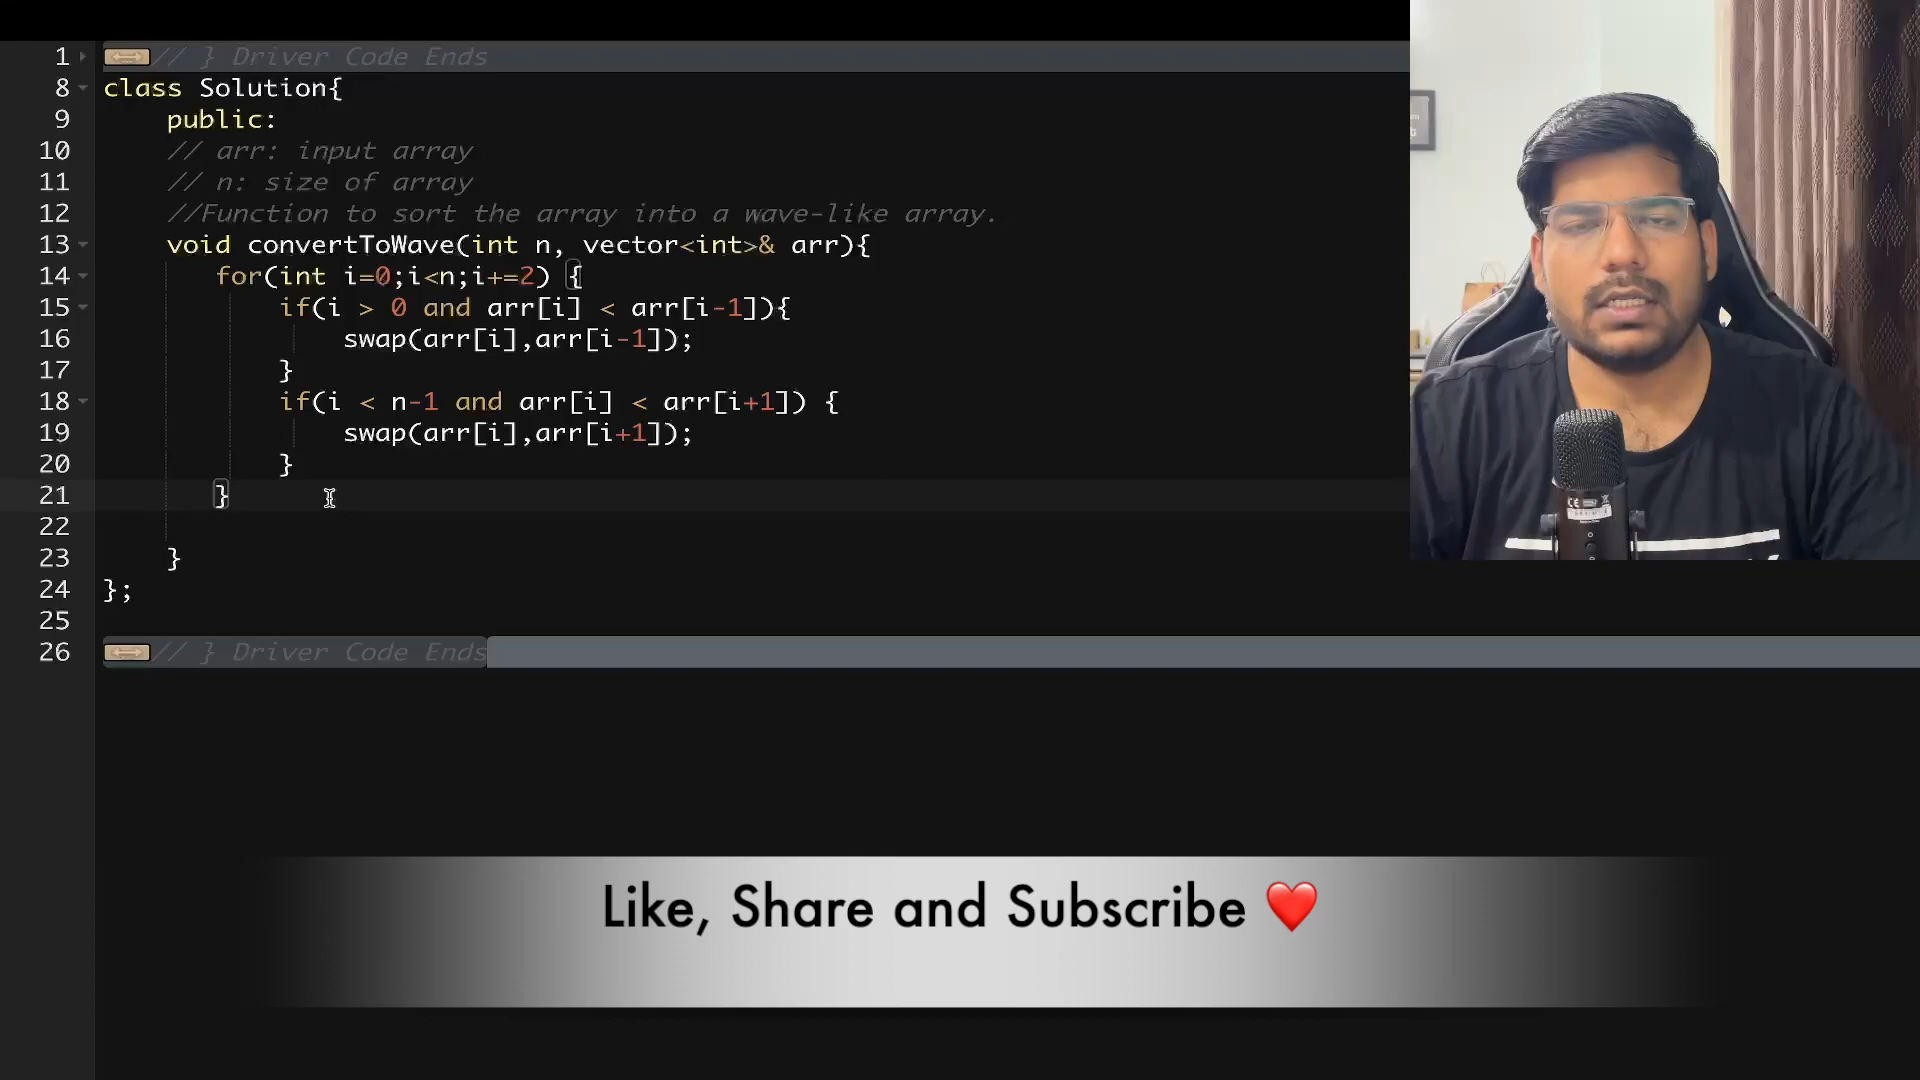 1 // } Driver Code Ends
8 class Solution{
9 public:
10 // arr: input array
11 // n: size of array
12 //Function to sort the array into a wave-like array.
13 void convertToWave(int n, vector<int>& arr){
14 for(int i=0;i<n;i+=2) {
15 if(i > 0 and arr[i] < arr[i-1]){
16 swap(arr[i],arr[i-1]);
17 }
18 if(i < n-1 and arr[i] < arr[i+1]) {
19 swap(arr[i],arr[i+1]);
20 }
21 }
22
23 }
24 };
25
26 // } Driver Code Ends
Like, Share and Subscribe ❤️